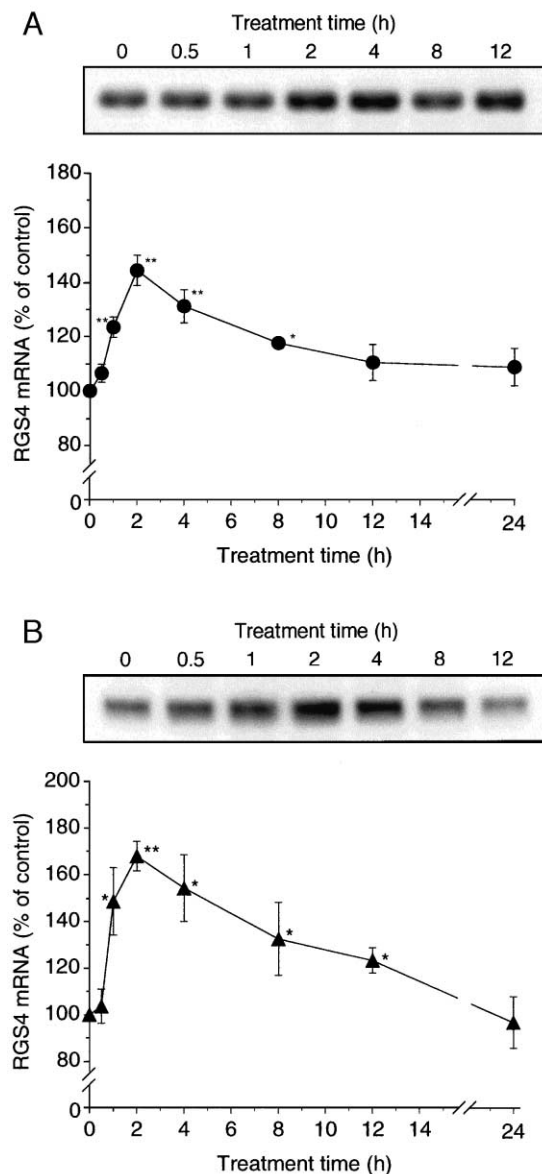 A
Treatment time (h)
0 0.5 1 2 4 8 12
180
160
140
120
100
80
0
RGS4 mRNA (% of control)
**
**
**
*
0 2 4 6 8 10 12 14 24
Treatment time (h)
B
Treatment time (h)
0 0.5 1 2 4 8 12
200
180
160
140
120
100
80
0
RGS4 mRNA (% of control)
*
**
*
*
*
0 2 4 6 8 10 12 14 24
Treatment time (h)